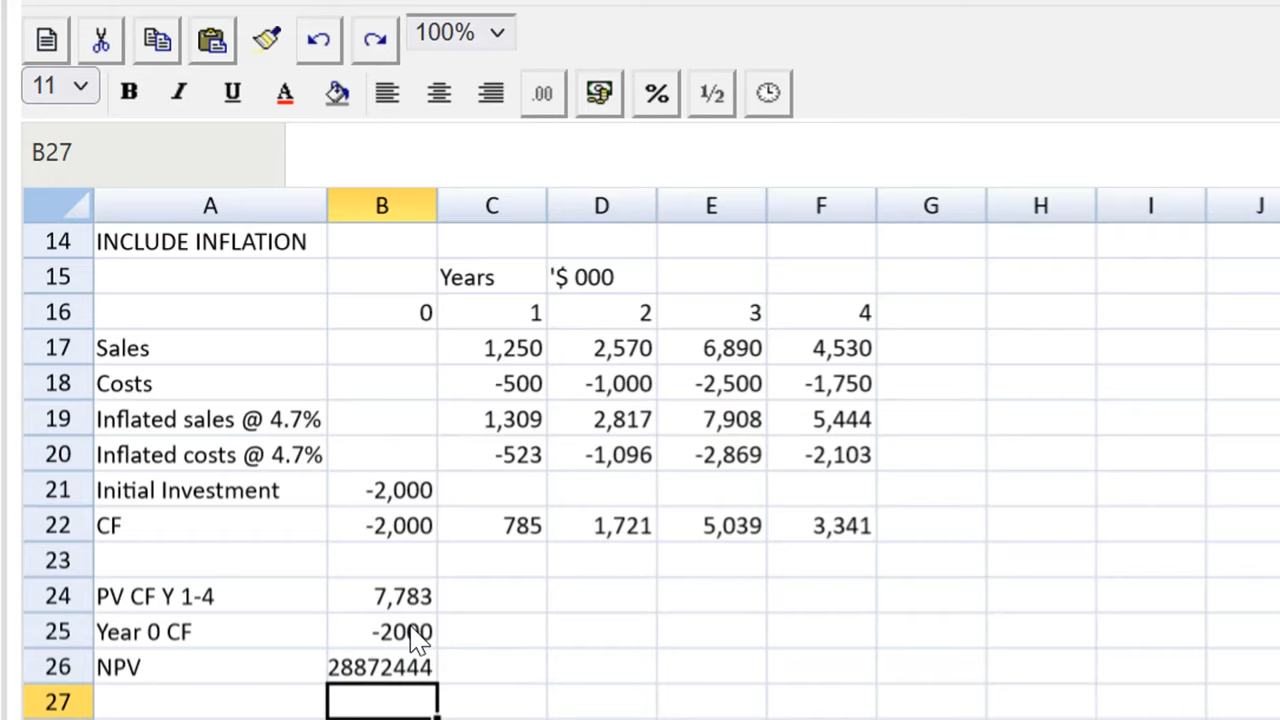 100%
11 B I U A .00 % 1/2
B27
A B C D E F G H I J
14 INCLUDE INFLATION
15 Years '$ 000
16 0 1 2 3 4
17 Sales 1,250 2,570 6,890 4,530
18 Costs -500 -1,000 -2,500 -1,750
19 Inflated sales @ 4.7% 1,309 2,817 7,908 5,444
20 Inflated costs @ 4.7% -523 -1,096 -2,869 -2,103
21 Initial Investment -2,000
22 CF -2,000 785 1,721 5,039 3,341
23
24 PV CF Y 1-4 7,783
25 Year 0 CF -2000
26 NPV 28872444
27